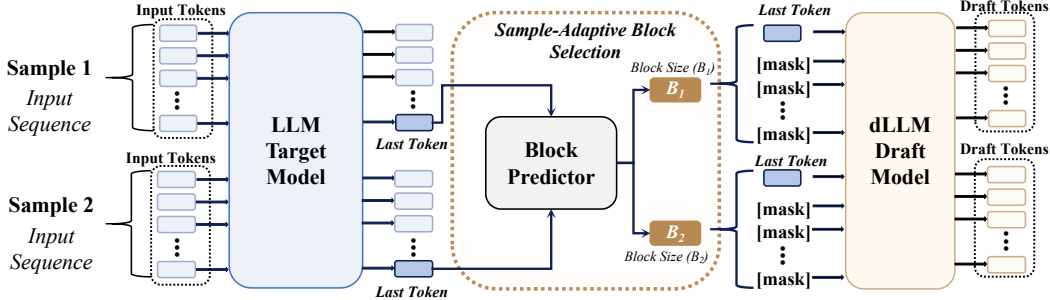 Input Tokens
Sample 1
Input
Sequence
Input Tokens
Sample 2
Input
Sequence
LLM
Target
Model
Last Token
Last Token
Sample-Adaptive Block
Selection
Block
Predictor
Block Size (B₁)
B₁
B₂
Block Size (B₂)
Last Token
[mask]
[mask]
[mask]
Last Token
[mask]
[mask]
[mask]
dLLM
Draft
Model
Draft Tokens
Draft Tokens